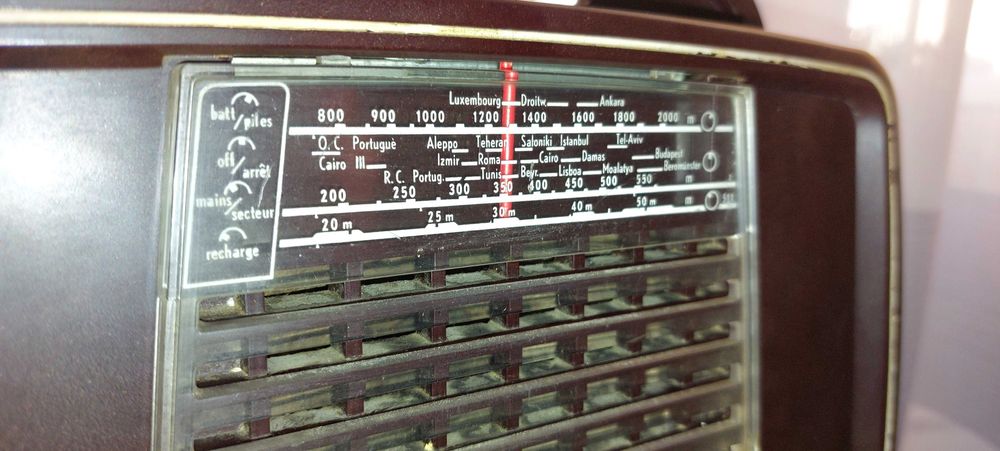 batt/piles
off/arrêt
mains/secteur
recharge
Luxembourg Droitw. Ankara
800 900 1000 1200 1400 1600 1800 2000 m
O.C. Portuguê Aleppo Teheran Saloniki Istanbul Tel-Aviv
Cairo III Izmir Roma Cairo Damas Budapest
R.C. Portug. Tunis Beyr. Lisboa Moalatya Beromünster
200 250 300 350 400 450 500 550 m
20 m 25 m 30 m 40 m 50 m m